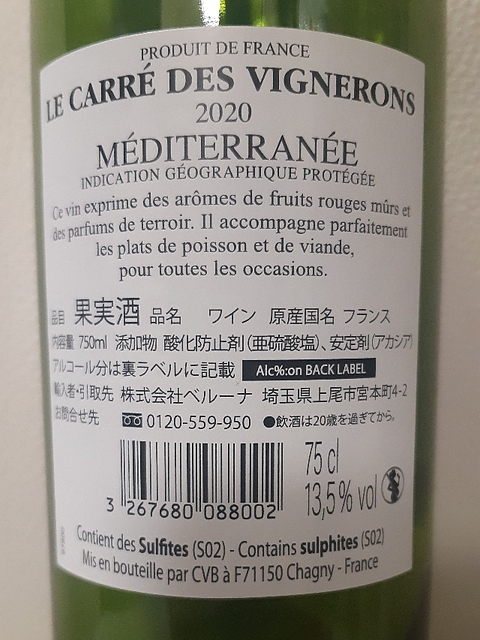 PRODUIT DE FRANCE
LE CARRÉ DES VIGNERONS
2020
MÉDITERRANÉE
INDICATION GÉOGRAPHIQUE PROTÉGÉE
Ce vin exprime des arômes de fruits rouges mûrs et
des parfums de terroir. Il accompagne parfaitement
les plats de poisson et de viande,
pour toutes les occasions.
品目 果実酒 品名 ワイン 原産国名 フランス
内容量 750ml 添加物 酸化防止剤(亜硫酸塩)、安定剤(アカシア)
アルコール分は裏ラベルに記載 Alc%:on BACK LABEL
輸入者・引取先 株式会社ベルーナ 埼玉県上尾市宮本町4-2
お問合せ先 0120-559-950 ●飲酒は20歳を過ぎてから。
75 cl
13,5 % vol
3 267680 088002
Contient des Sulfites (SO2) - Contains sulphites (SO2)
Mis en bouteille par CVB à F71150 Chagny - France